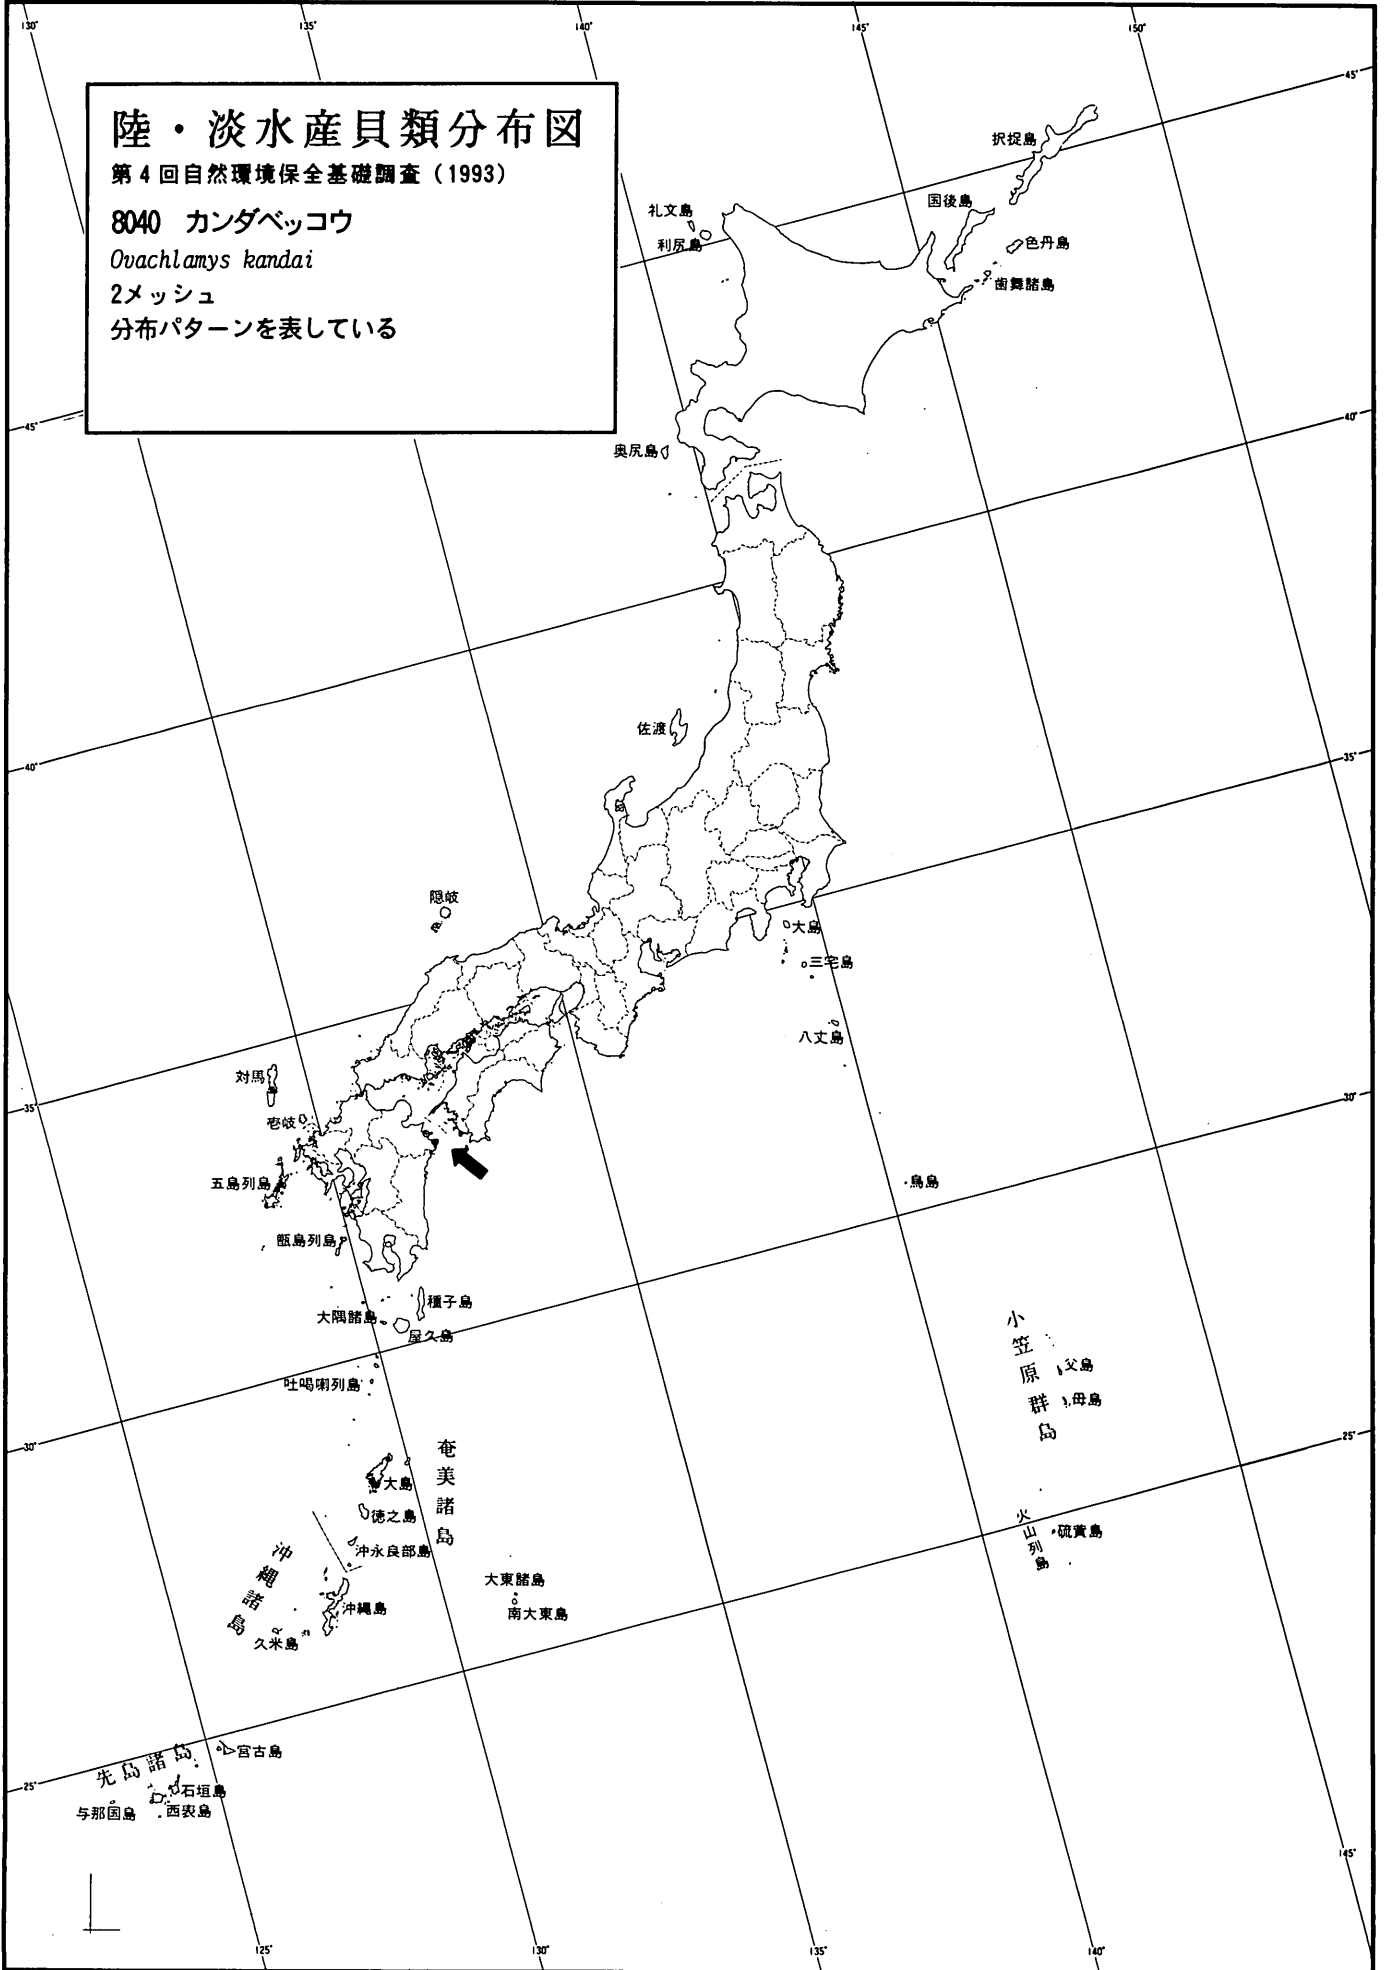 130°
135°
140°
145°
150°
45°
陸・淡水産貝類分布図
第4回自然環境保全基礎調査（1993）
8040 カンダベッコウ
Ovachlamys kandai
2メッシュ
分布パターンを表している
択捉島
国後島
色丹島
歯舞諸島
礼文島
利尻島
45°
40°
奥尻島
佐渡
40°
35°
隠岐
大島
三宅島
八丈島
対馬
35°
壱岐
30°
五島列島
鳥島
甑島列島
種子島
大隅諸島
屋久島
吐噶喇列島
小笠原群島
父島
母島
30°
25°
奄美諸島
大島
徳之島
沖永良部島
火山列島
硫黄島
沖縄諸島
沖縄島
久米島
大東諸島
南大東島
先島諸島
宮古島
25°
石垣島
与那国島
西表島
145°
125°
130°
135°
140°